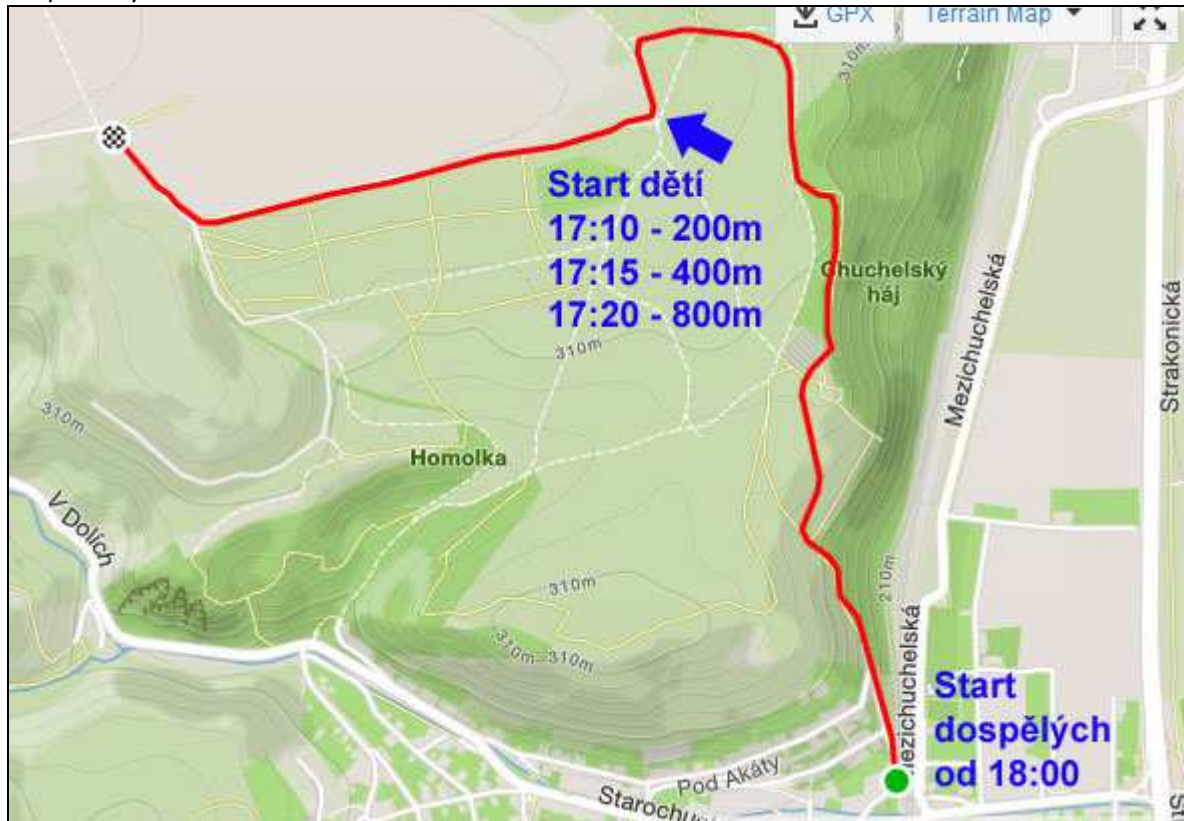 GPX
Terrain Map
310m
Start dětí
17:10 - 200m
17:15 - 400m
17:20 - 800m
Chuchelský
háj
Mezichuchelská
Strakonická
310m
310m
Homolka
V Dolích
310m
210m
310m
310m
Mezichuchelská
Start
dospělých
od 18:00
Pod Akáty